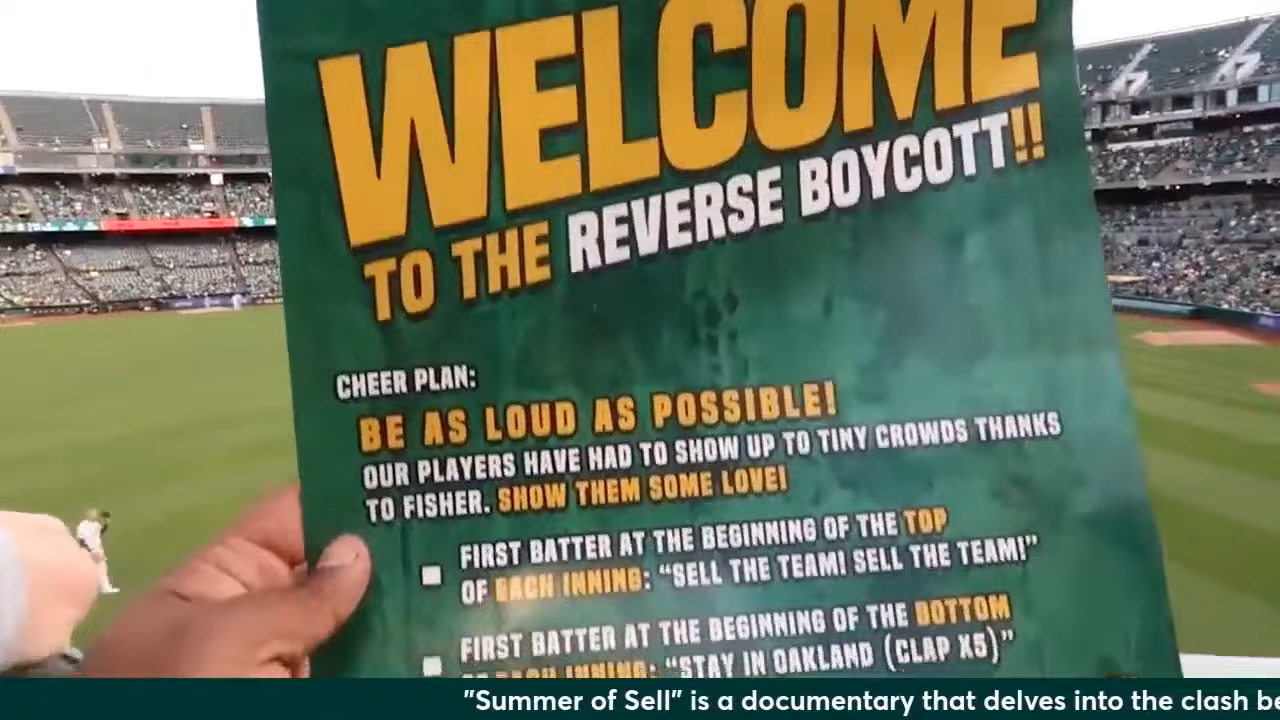 WELCOME
TO THE REVERSE BOYCOTT!!
CHEER PLAN:
BE AS LOUD AS POSSIBLE!
OUR PLAYERS HAVE HAD TO SHOW UP TO TINY CROWDS THANKS
TO FISHER. SHOW THEM SOME LOVE!
FIRST BATTER AT THE BEGINNING OF THE TOP
OF EACH INNING: “SELL THE TEAM! SELL THE TEAM!”
FIRST BATTER AT THE BEGINNING OF THE BOTTOM
OF EACH INNING: “STAY IN OAKLAND (CLAP X5)”
"Summer of Sell" is a documentary that delves into the clash be